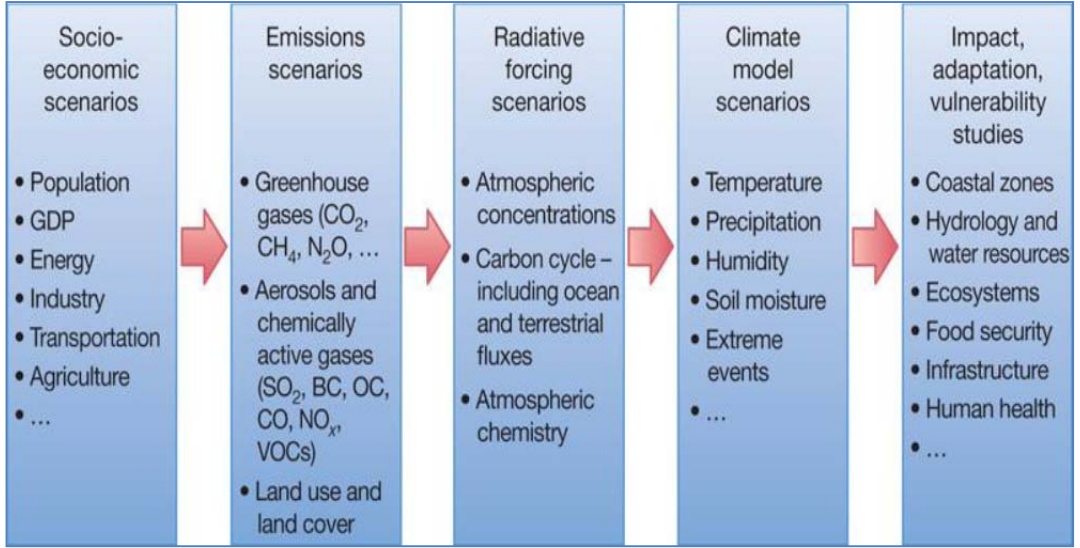 Socio-
economic
scenarios
• Population
• GDP
• Energy
• Industry
• Transportation
• Agriculture
• ...
Emissions
scenarios
• Greenhouse
gases (CO₂,
CH₄, N₂O, ...
• Aerosols and
chemically
active gases
(SO₂, BC, OC,
CO, NOₓ,
VOCs)
• Land use and
land cover
Radiative
forcing
scenarios
• Atmospheric
concentrations
• Carbon cycle –
including ocean
and terrestrial
fluxes
• Atmospheric
chemistry
Climate
model
scenarios
• Temperature
• Precipitation
• Humidity
• Soil moisture
• Extreme
events
• ...
Impact,
adaptation,
vulnerability
studies
• Coastal zones
• Hydrology and
water resources
• Ecosystems
• Food security
• Infrastructure
• Human health
• ...